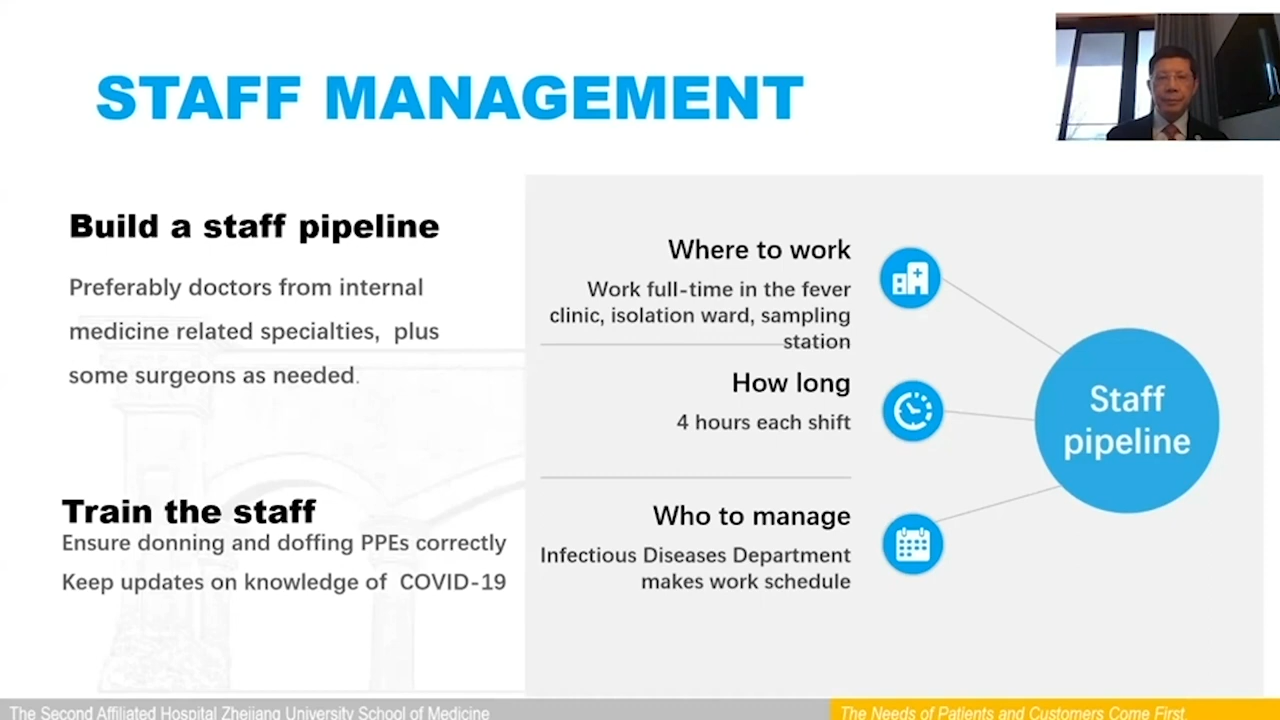 STAFF MANAGEMENT
Build a staff pipeline
Preferably doctors from internal
medicine related specialties, plus
some surgeons as needed.
Train the staff
Ensure donning and doffing PPEs correctly
Keep updates on knowledge of COVID-19
Where to work
Work full-time in the fever
clinic, isolation ward, sampling
station
How long
4 hours each shift
Who to manage
Infectious Diseases Department
makes work schedule
Staff
pipeline
The Second Affiliated Hospital Zhejiang University School of Medicine
The Needs of Patients and Customers Come First